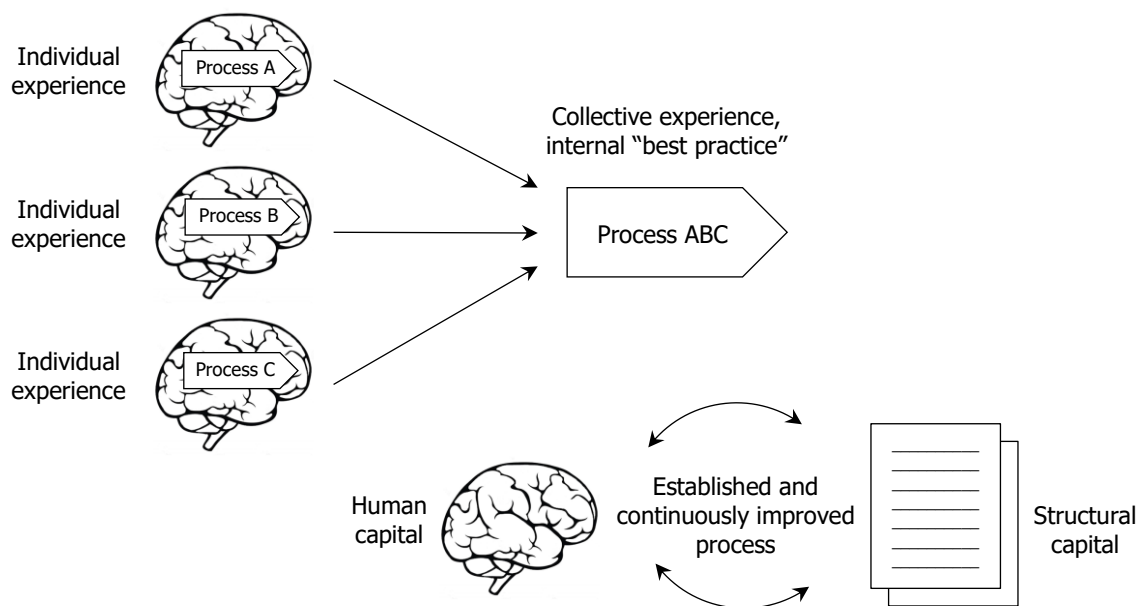 Individual
experience
Process A
Collective experience,
internal “best practice”
Individual
experience
Process B
Process ABC
Individual
experience
Process C
Human
capital
Established and
continuously improved
process
Structural
capital